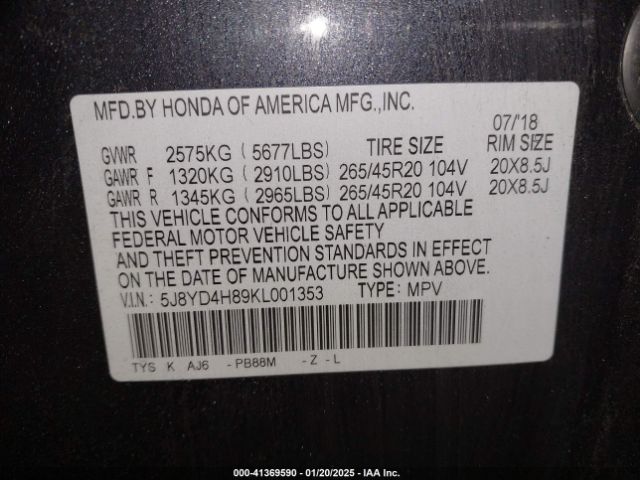 MFD.BY HONDA OF AMERICA MFG.,INC.
07/'18
GVWR 2575KG ( 5677LBS) TIRE SIZE RIM SIZE
GAWR F 1320KG ( 2910LBS) 265/45R20 104V 20X8.5J
GAWR R 1345KG ( 2965LBS) 265/45R20 104V 20X8.5J
THIS VEHICLE CONFORMS TO ALL APPLICABLE
FEDERAL MOTOR VEHICLE SAFETY
AND THEFT PREVENTION STANDARDS IN EFFECT
ON THE DATE OF MANUFACTURE SHOWN ABOVE.
V.I.N.: 5J8YD4H89KL001353 TYPE: MPV
TYS K AJ6 -PB88M -Z -L
000-41369590 - 01/20/2025 - IAA Inc.